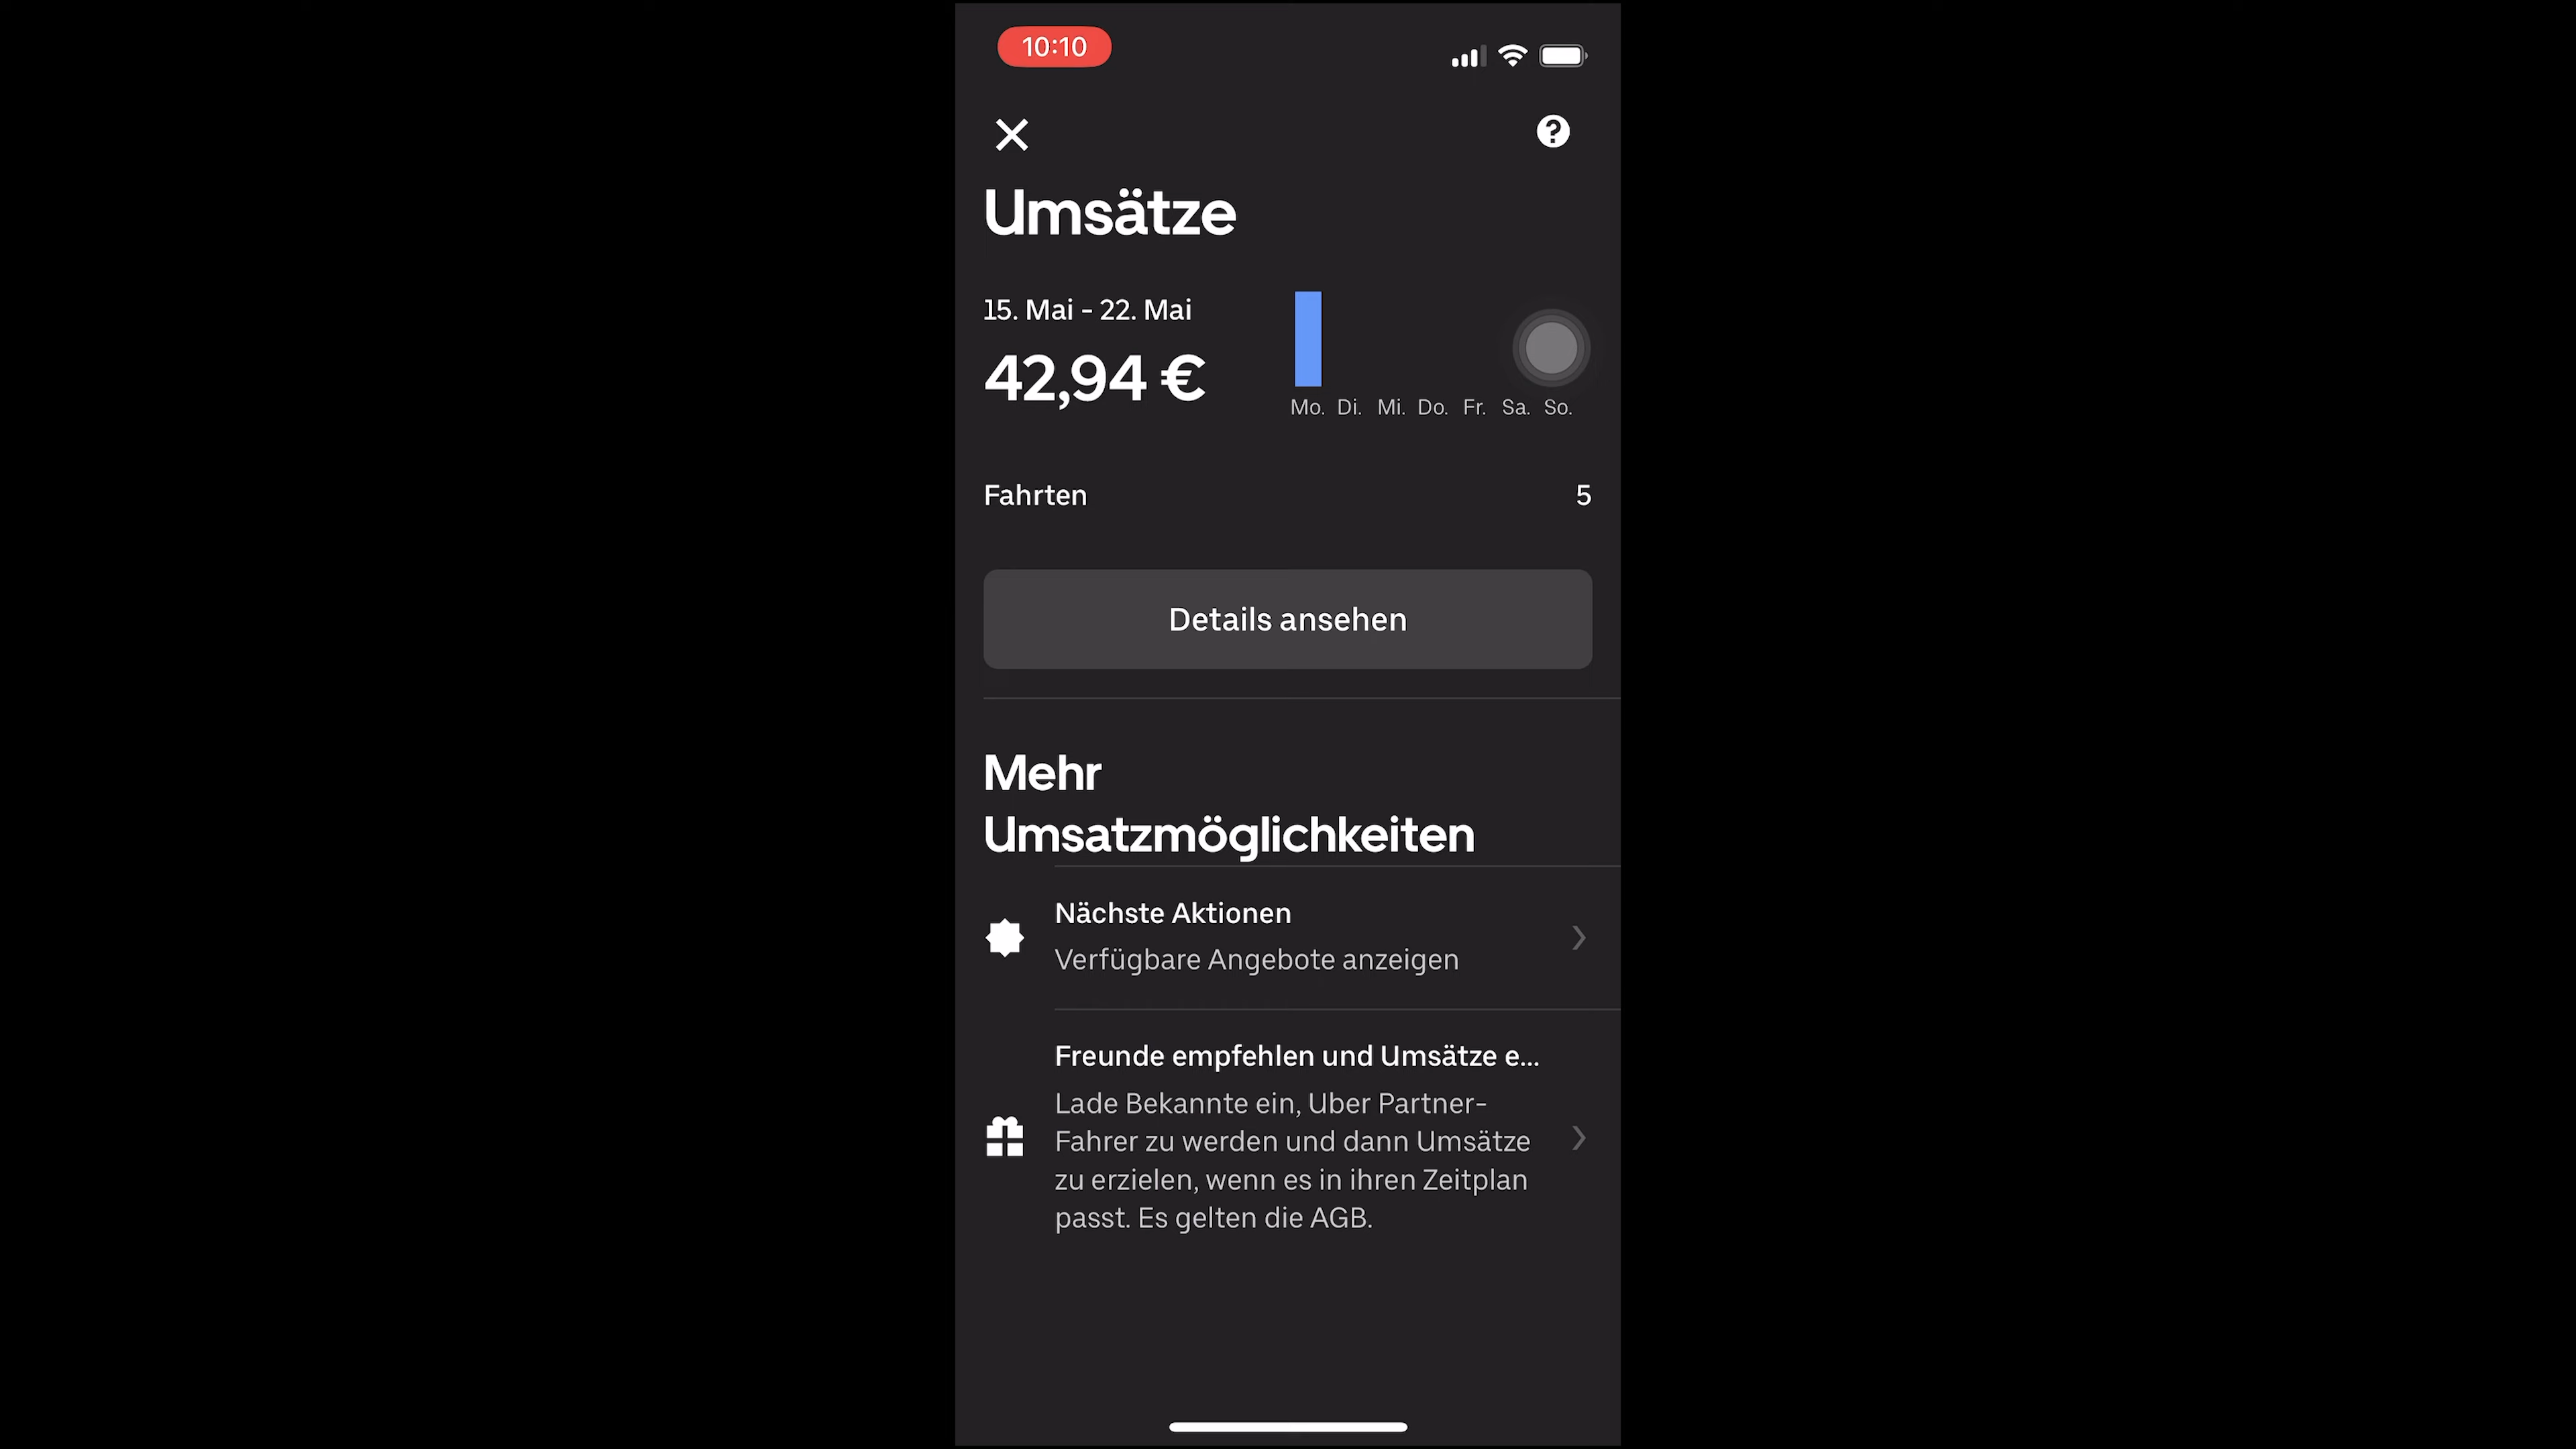 10:10
Umsätze
15. Mai - 22. Mai
42,94 €
Mo. Di. Mi. Do. Fr. Sa. So.
Fahrten 5
Details ansehen
Mehr
Umsatzmöglichkeiten
Nächste Aktionen
Verfügbare Angebote anzeigen
Freunde empfehlen und Umsätze e...
Lade Bekannte ein, Uber Partner-
Fahrer zu werden und dann Umsätze
zu erzielen, wenn es in ihren Zeitplan
passt. Es gelten die AGB.